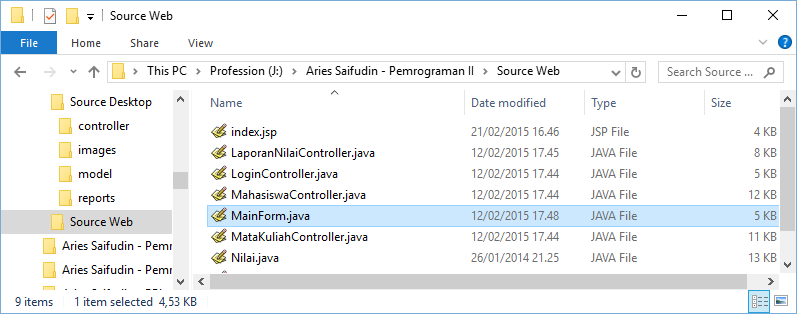 Source Web
File Home Share View
This PC Profession (J:) Aries Saifudin - Pemrograman II Source Web Search Source ...
Source Desktop
controller
images
model
reports
Source Web
Aries Saifudin - Pemr
Aries Saifudin - Pemr
Name Date modified Type Size
index.jsp 21/02/2015 16.46 JSP File 4 KB
LaporanNilaiController.java 12/02/2015 17.45 JAVA File 8 KB
LoginController.java 12/02/2015 17.44 JAVA File 5 KB
MahasiswaController.java 12/02/2015 17.44 JAVA File 12 KB
MainForm.java 12/02/2015 17.48 JAVA File 5 KB
MataKuliahController.java 12/02/2015 17.44 JAVA File 11 KB
Nilai.java 26/01/2014 21.25 JAVA File 13 KB
9 items 1 item selected 4,53 KB